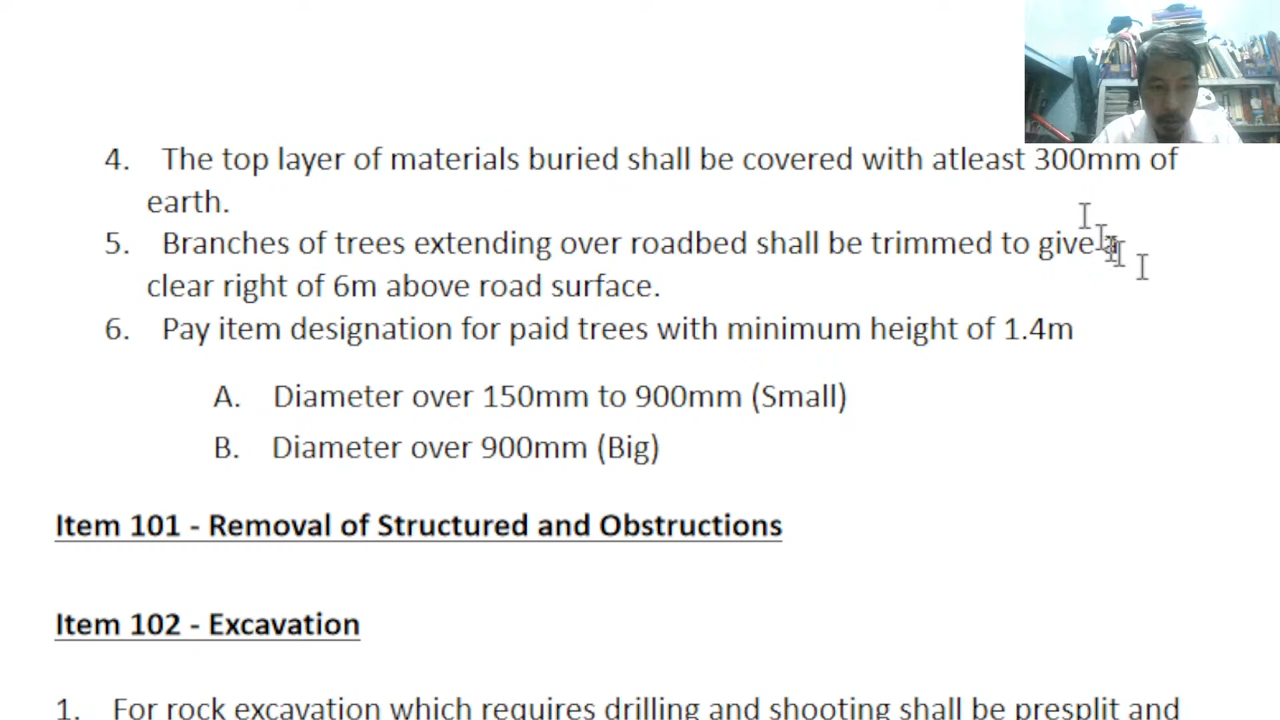 4. The top layer of materials buried shall be covered with atleast 300mm of
earth.
5. Branches of trees extending over roadbed shall be trimmed to give a
clear right of 6m above road surface.
6. Pay item designation for paid trees with minimum height of 1.4m
A. Diameter over 150mm to 900mm (Small)
B. Diameter over 900mm (Big)
Item 101 - Removal of Structured and Obstructions
Item 102 - Excavation
1. For rock excavation which requires drilling and shooting shall be presplit and